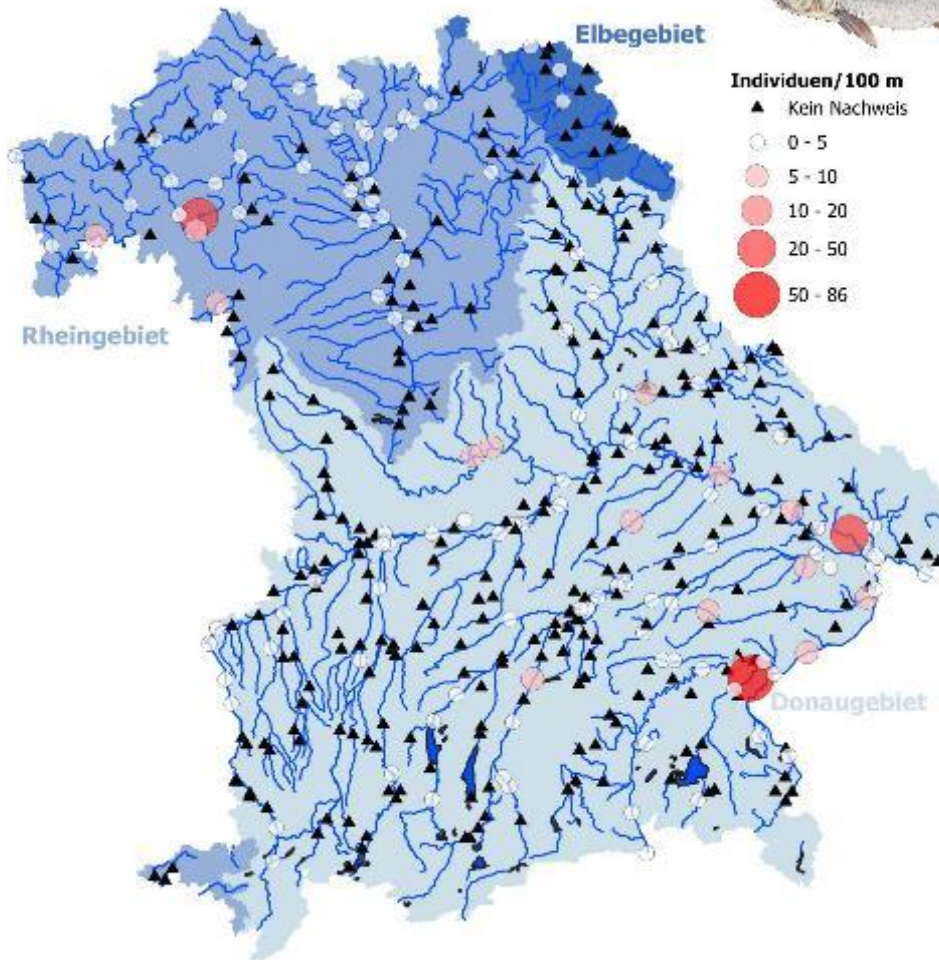 Elbegebiet
Individuen/100 m
Kein Nachweis
0 - 5
5 - 10
10 - 20
20 - 50
50 - 86
Rheingebiet
Donaugebiet